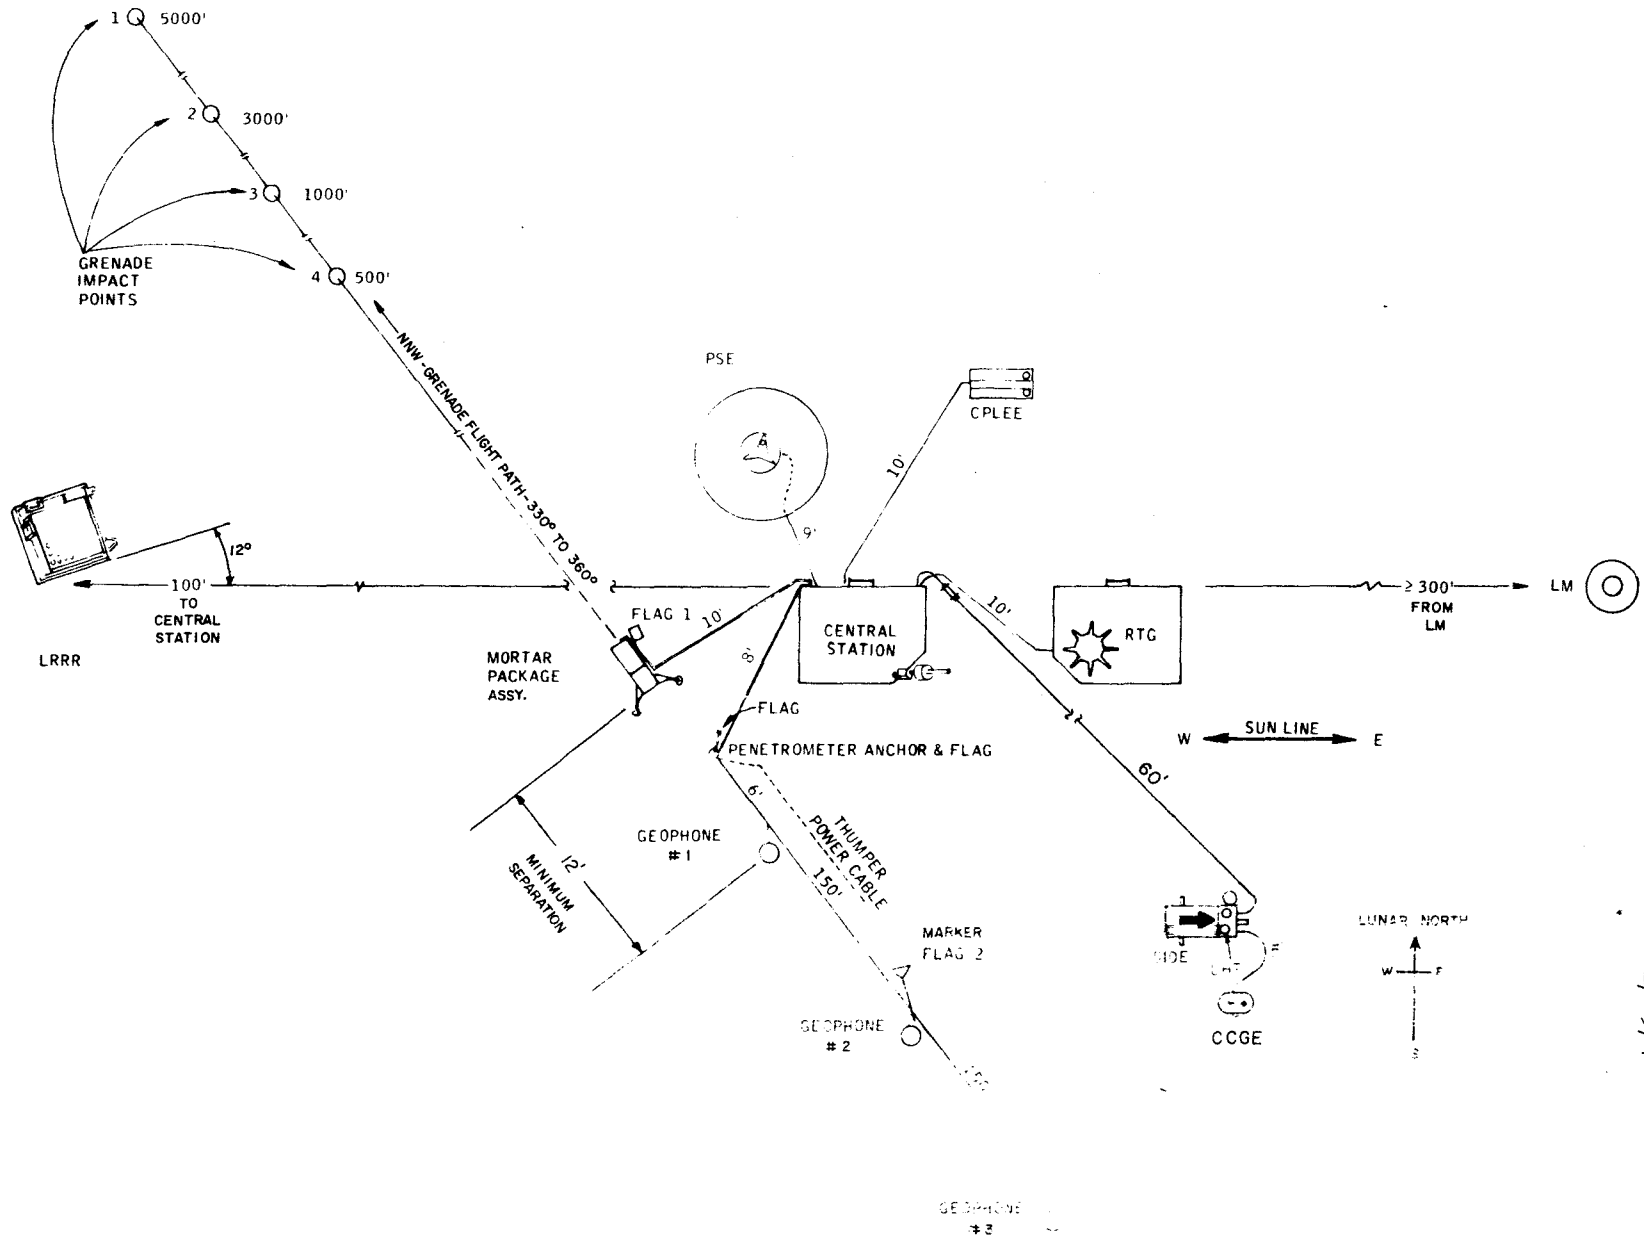 1 5000'
2 3000'
3 1000'
4 500'
GRENADE
IMPACT
POINTS
NNW-GRENADE FLIGHT PATH-330° TO 360°
PSE
CPLEE
10'
9'
12°
100'
TO
CENTRAL
STATION
LRRR
FLAG 1
10'
MORTAR
PACKAGE
ASSY.
8'
CENTRAL
STATION
10'
RTG
≥300'
FROM
LM
LM
FLAG
PENETROMETER ANCHOR & FLAG
W SUN LINE E
60'
6'
GEOPHONE
#1
12'
MINIMUM
SEPARATION
THUMPER
POWER CABLE
150'
MARKER
FLAG 2
GEOPHONE
#2
SIDE
CCGE
LUNAR NORTH
W
GEOPHONE
#3